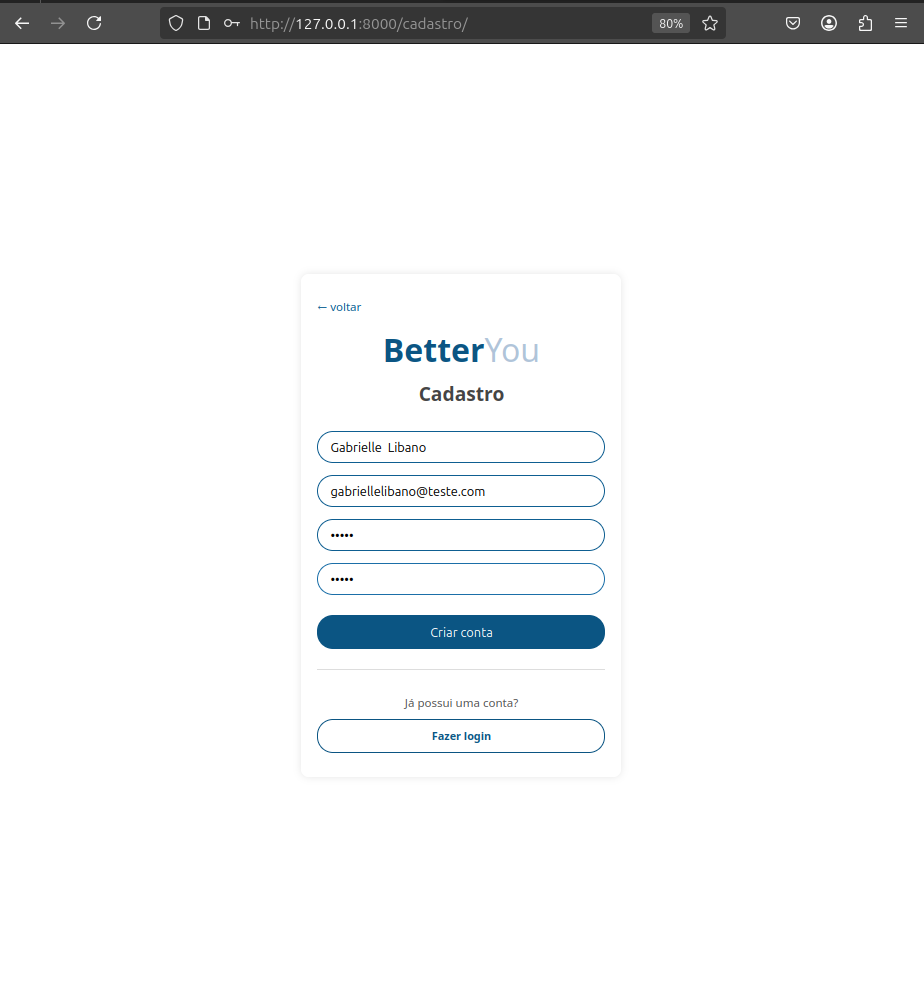 http://127.0.0.1:8000/cadastro/ 80%
← voltar
BetterYou
Cadastro
Gabrielle  Libano
gabriellelibano@teste.com
•••••
•••••
Criar conta
Já possui uma conta?
Fazer login